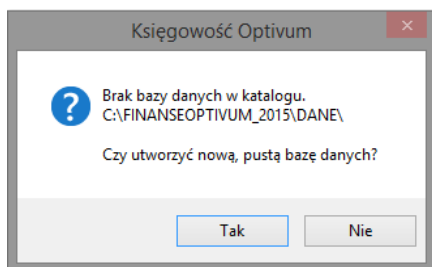 Księgowość Optivum
Brak bazy danych w katalogu.
C:\FINANSEOPTIVUM_2015\DANE\
Czy utworzyć nową, pustą bazę danych?
Tak
Nie